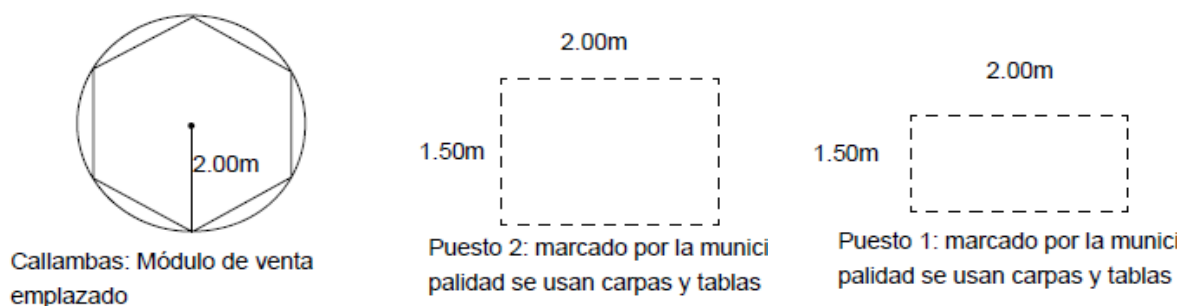 2.00m
Callambas: Módulo de venta
emplazado
2.00m
1.50m
Puesto 2: marcado por la munici
palidad se usan carpas y tablas
2.00m
1.50m
Puesto 1: marcado por la munici
palidad se usan carpas y tablas